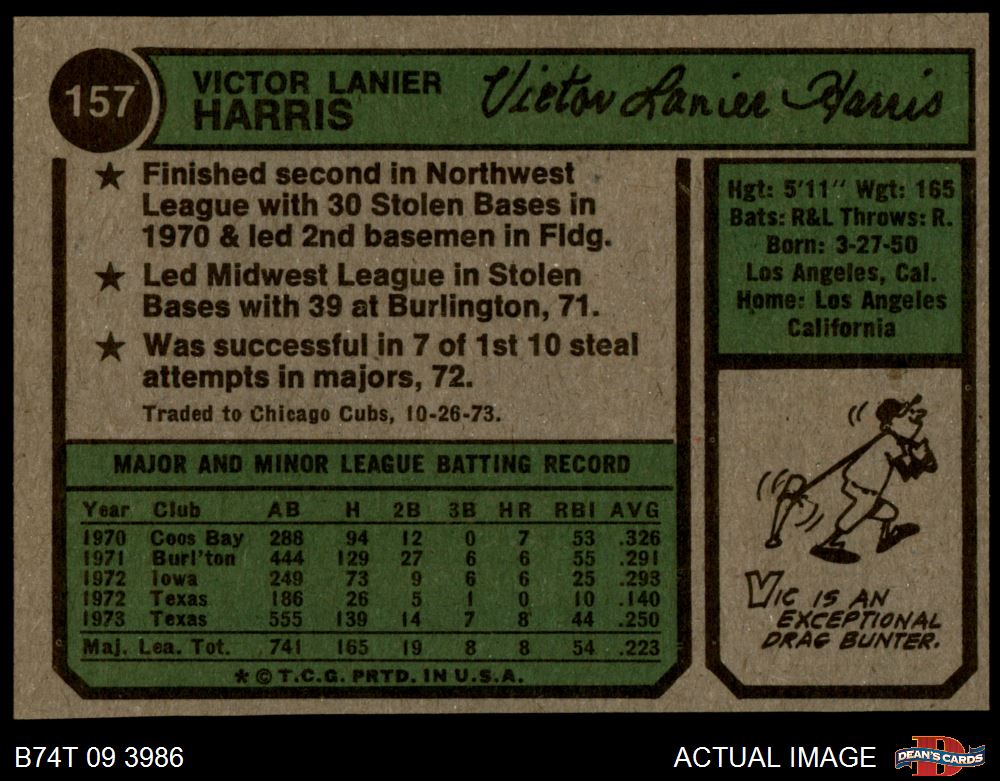 157
VICTOR LANIER
HARRIS
Victor Lanier Harris
★ Finished second in Northwest
League with 30 Stolen Bases in
1970 & led 2nd basemen in Fldg.
★ Led Midwest League in Stolen
Bases with 39 at Burlington, 71.
★ Was successful in 7 of 1st 10 steal
attempts in majors, 72.
Traded to Chicago Cubs, 10-26-73.
Hgt: 5'11" Wgt: 165
Bats: R&L Throws: R.
Born: 3-27-50
Los Angeles, Cal.
Home: Los Angeles
California
MAJOR AND MINOR LEAGUE BATTING RECORD
Year Club AB H 2B 3B HR RBI AVG
1970 Coos Bay 288 94 12 0 7 53 .326
1971 Burl'ton 444 129 27 6 6 55 .291
1972 Iowa 249 73 9 6 6 25 .293
1972 Texas 186 26 5 1 0 10 .140
1973 Texas 555 139 14 7 8 44 .250
Maj. Lea. Tot. 741 165 19 8 8 54 .223
* © T.C.G. PRTD. IN U.S.A.
VIC IS AN
EXCEPTIONAL
DRAG BUNTER.
B74T 09 3986
ACTUAL IMAGE
D
DEAN'S CARDS